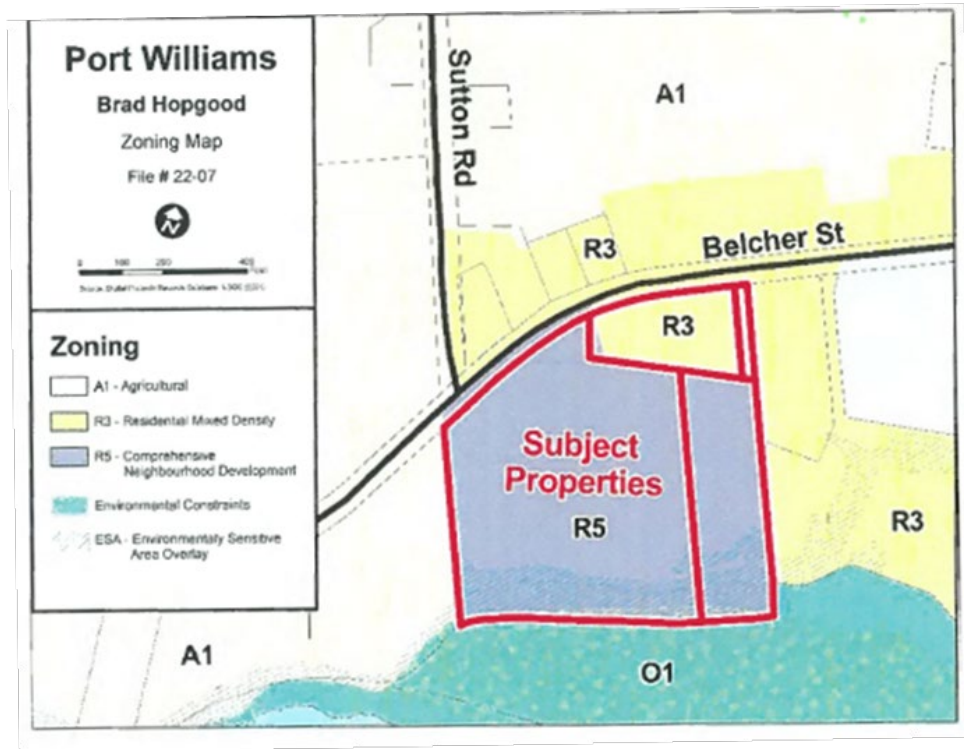 Port Williams
Brad Hopgood
Zoning Map
File # 22-07
N
0 100 200 400
Zoning
A1 - Agricultural
R3 - Residential Mixed Density
R5 - Comprehensive
Neighbourhood Development
Environmental Constraints
ESA - Environmentaly Sensitive
Area Overlay
Sutton Rd
A1
R3
Belcher St
R3
Subject
Properties
R5
R3
A1
O1